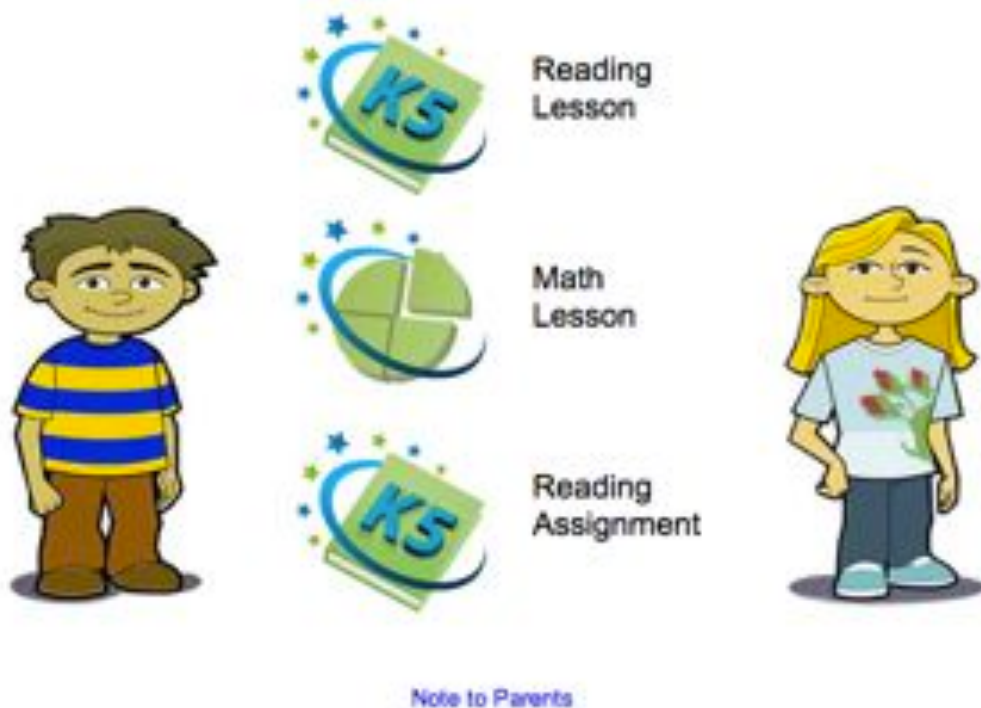 K5
Reading
Lesson
Math
Lesson
K5
Reading
Assignment
Note to Parents